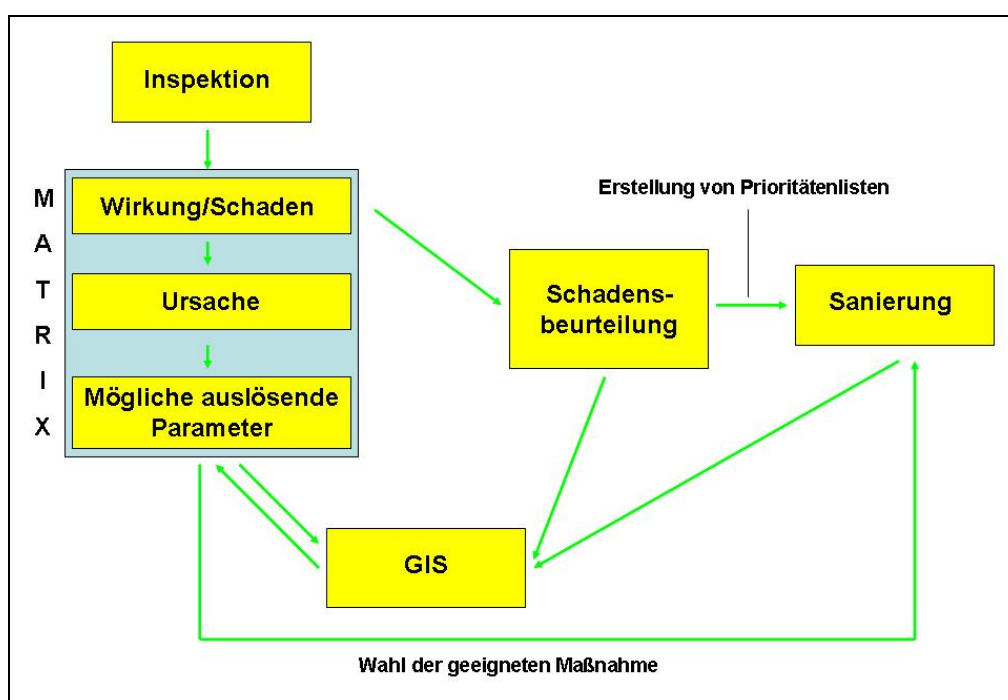 Inspektion
M
A
T
R
I
X
Wirkung/Schaden
Ursache
Mögliche auslösende
Parameter
Erstellung von Prioritätenlisten
Schadens-
beurteilung
Sanierung
GIS
Wahl der geeigneten Maßnahme